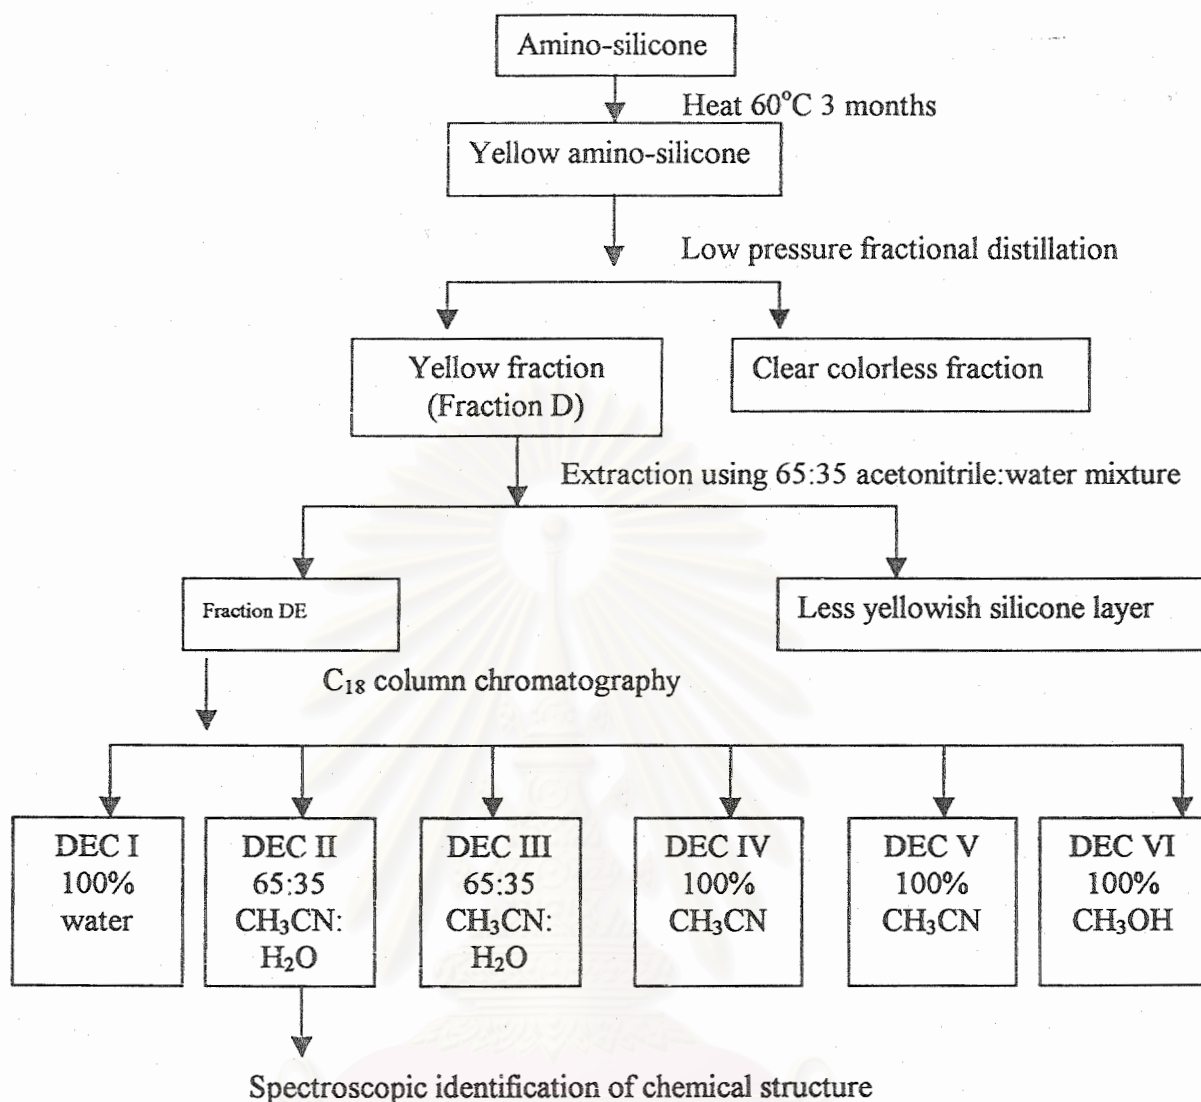 Amino-silicone
Heat 60°C 3 months
Yellow amino-silicone
Low pressure fractional distillation
Yellow fraction
(Fraction D)
Clear colorless fraction
Extraction using 65:35 acetonitrile:water mixture
Fraction DE
Less yellowish silicone layer
C₁₈ column chromatography
DEC I
100%
water
DEC II
65:35
CH₃CN:
H₂O
DEC III
65:35
CH₃CN:
H₂O
DEC IV
100%
CH₃CN
DEC V
100%
CH₃CN
DEC VI
100%
CH₃OH
Spectroscopic identification of chemical structure